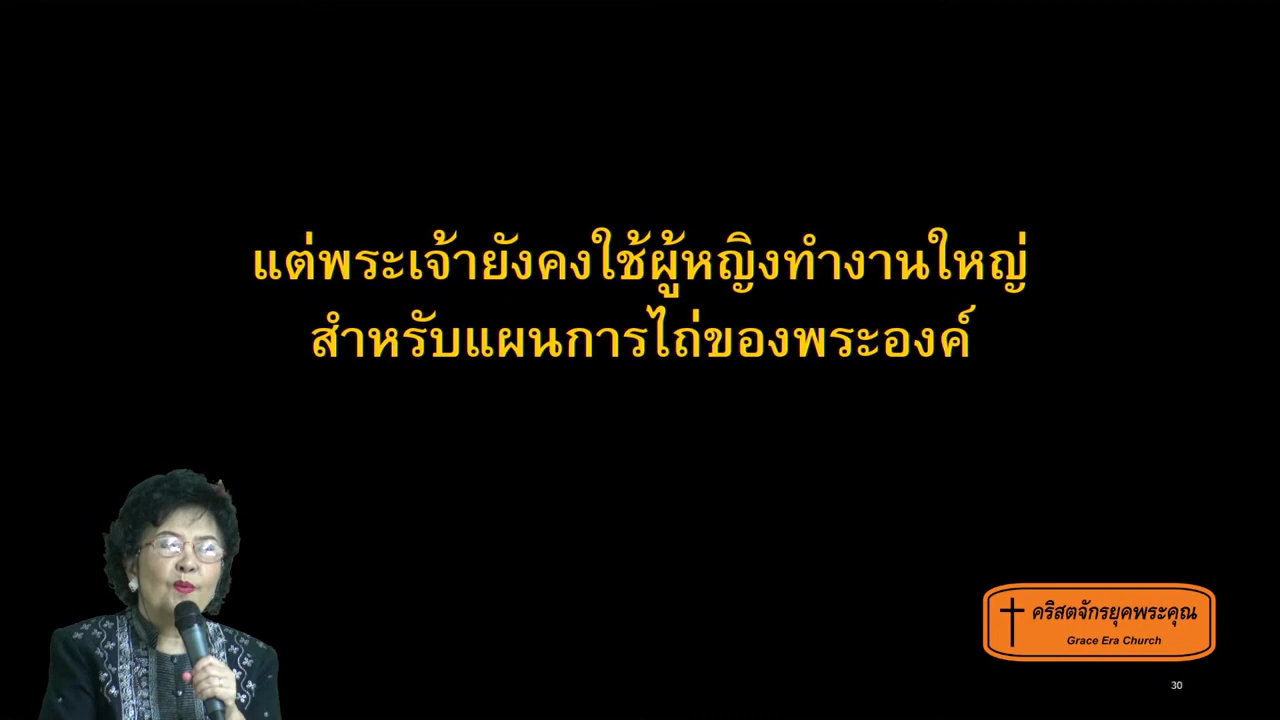 แต่พระเจ้ายังคงใช้ผู้หญิงทำงานใหญ่
สำหรับแผนการไถ่ของพระองค์
คริสตจักรยุคพระคุณ
Grace Era Church
30